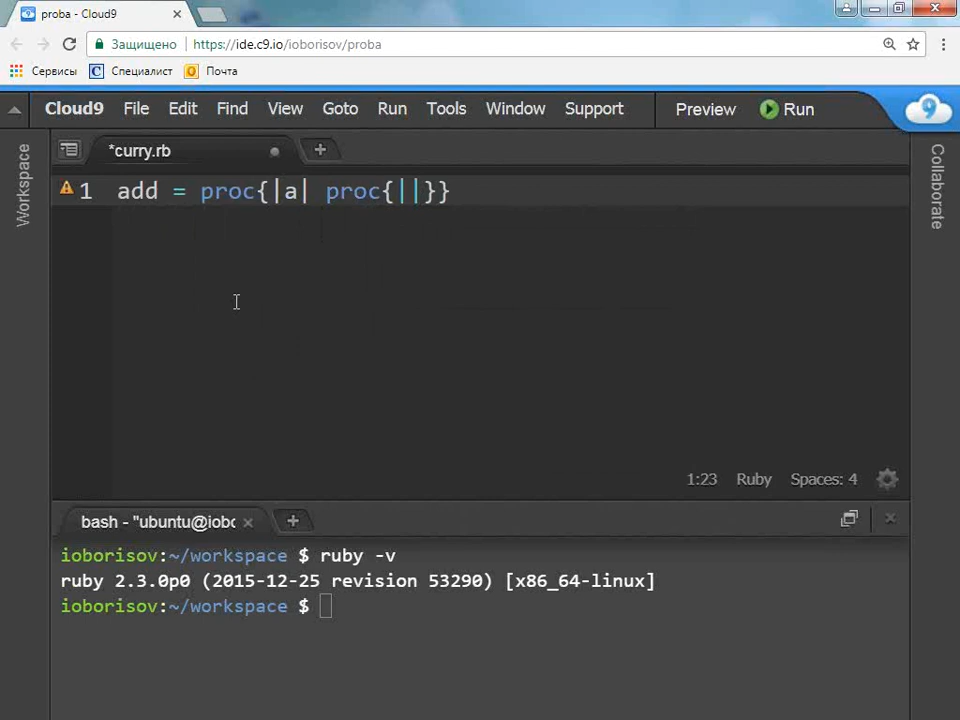 proba - Cloud9
Защищено https://ide.c9.io/ioborisov/proba
Сервисы Специалист Почта
Cloud9 File Edit Find View Goto Run Tools Window Support Preview Run
Workspace
*curry.rb
Collaborate
1 add = proc{|a| proc{||}}
1:23 Ruby Spaces: 4
bash - "ubuntu@iobo
ioborisov:~/workspace $ ruby -v
ruby 2.3.0p0 (2015-12-25 revision 53290) [x86_64-linux]
ioborisov:~/workspace $